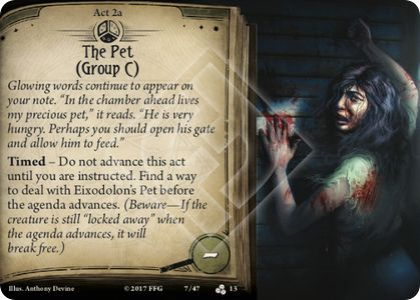 Act 2a
The Pet
(Group C)
Glowing words continue to appear on
your note. “In the chamber ahead lives
my precious pet,” it reads. “He is very
hungry. Perhaps you should open his gate
and allow him to feed.”
Timed – Do not advance this act
until you are instructed. Find a way
to deal with Eixodolon’s Pet before
the agenda advances. (Beware—If the
creature is still “locked away” when
the agenda advances, it will
break free.)
–
Illus. Anthony Devine
© 2017 FFG
7/47
13